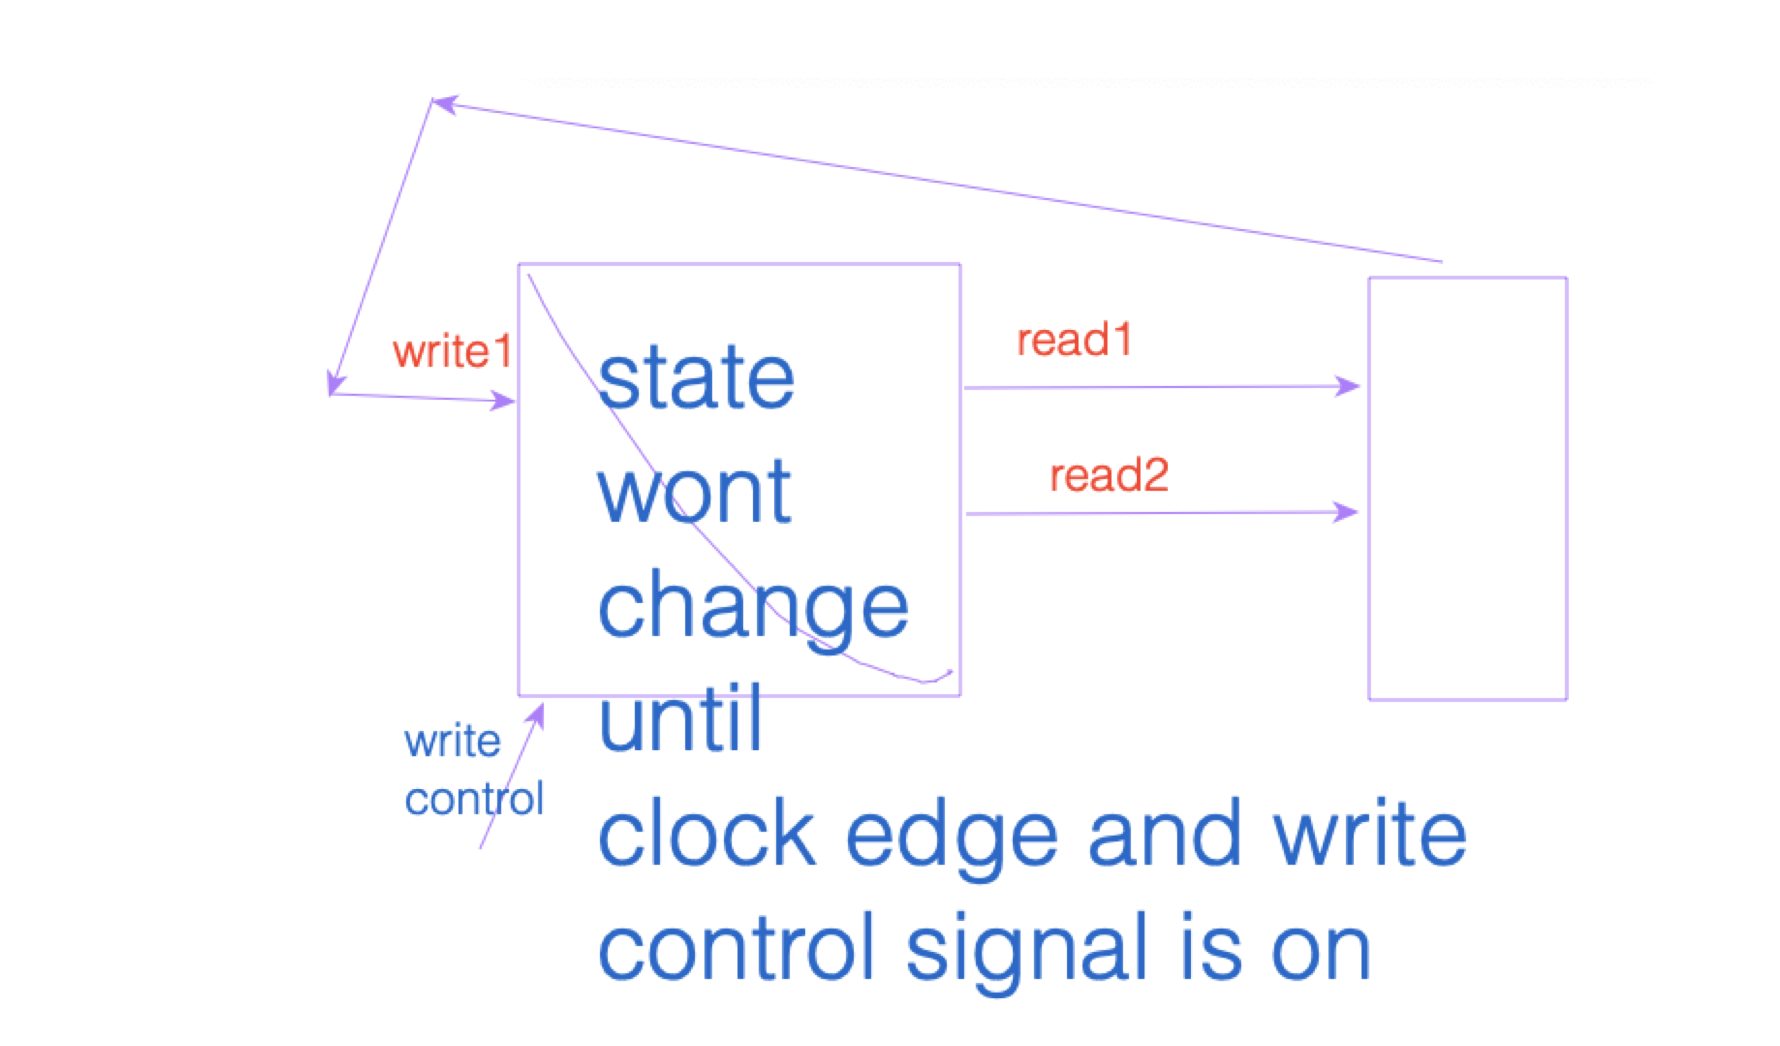 write1
read1
state
read2
wont
change
until
write
control
clock edge and write
control signal is on